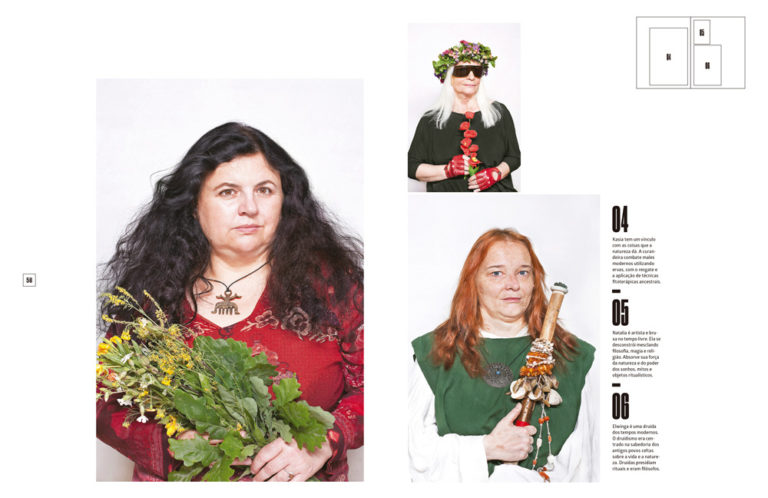 05
04
06
58
04
Kasia tem um vínculo
com as coisas que a
natureza dá. A curan-
deira combate males
modernos utilizando
ervas, com o resgate e
a aplicação de técnicas
fitoterápicas ancestrais.
05
Natalia é artista e bru-
xa no tempo livre. Ela se
desconstrói mesclando
filosofia, magia e reli-
gião. Absorve sua força
da natureza e do poder
dos sonhos, mitos e
objetos ritualísticos.
06
Elwinga é uma druida
dos tempos modernos.
O druidismo era cen-
trado na sabedoria dos
antigos povos celtas
sobre a vida e a nature-
za. Druidas presidiam
rituais e eram filósofos.